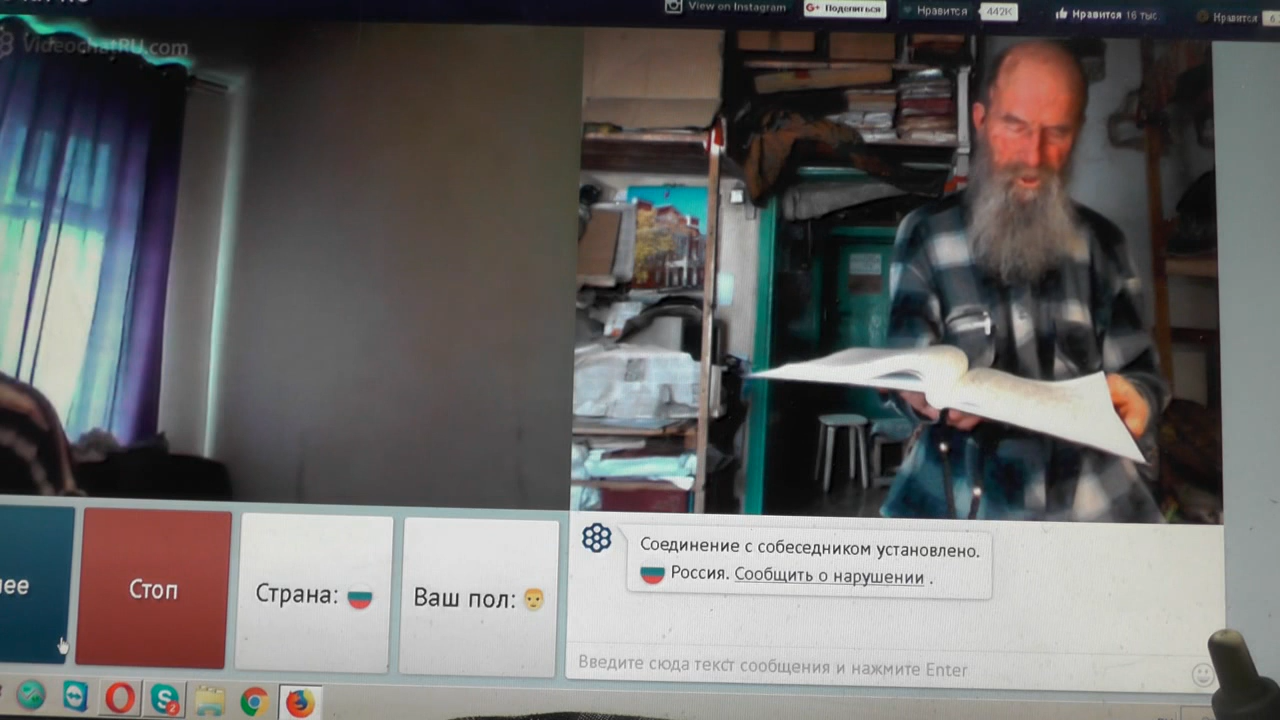 View on Instagram
Поделиться
Нравится 442K
Нравится 16 тыс.
Нравится
VideochatRU.com
Соединение с собеседником установлено.
Россия. Сообщить о нарушении .
Стоп
Страна:
Ваш пол:
Введите сюда текст сообщения и нажмите Enter